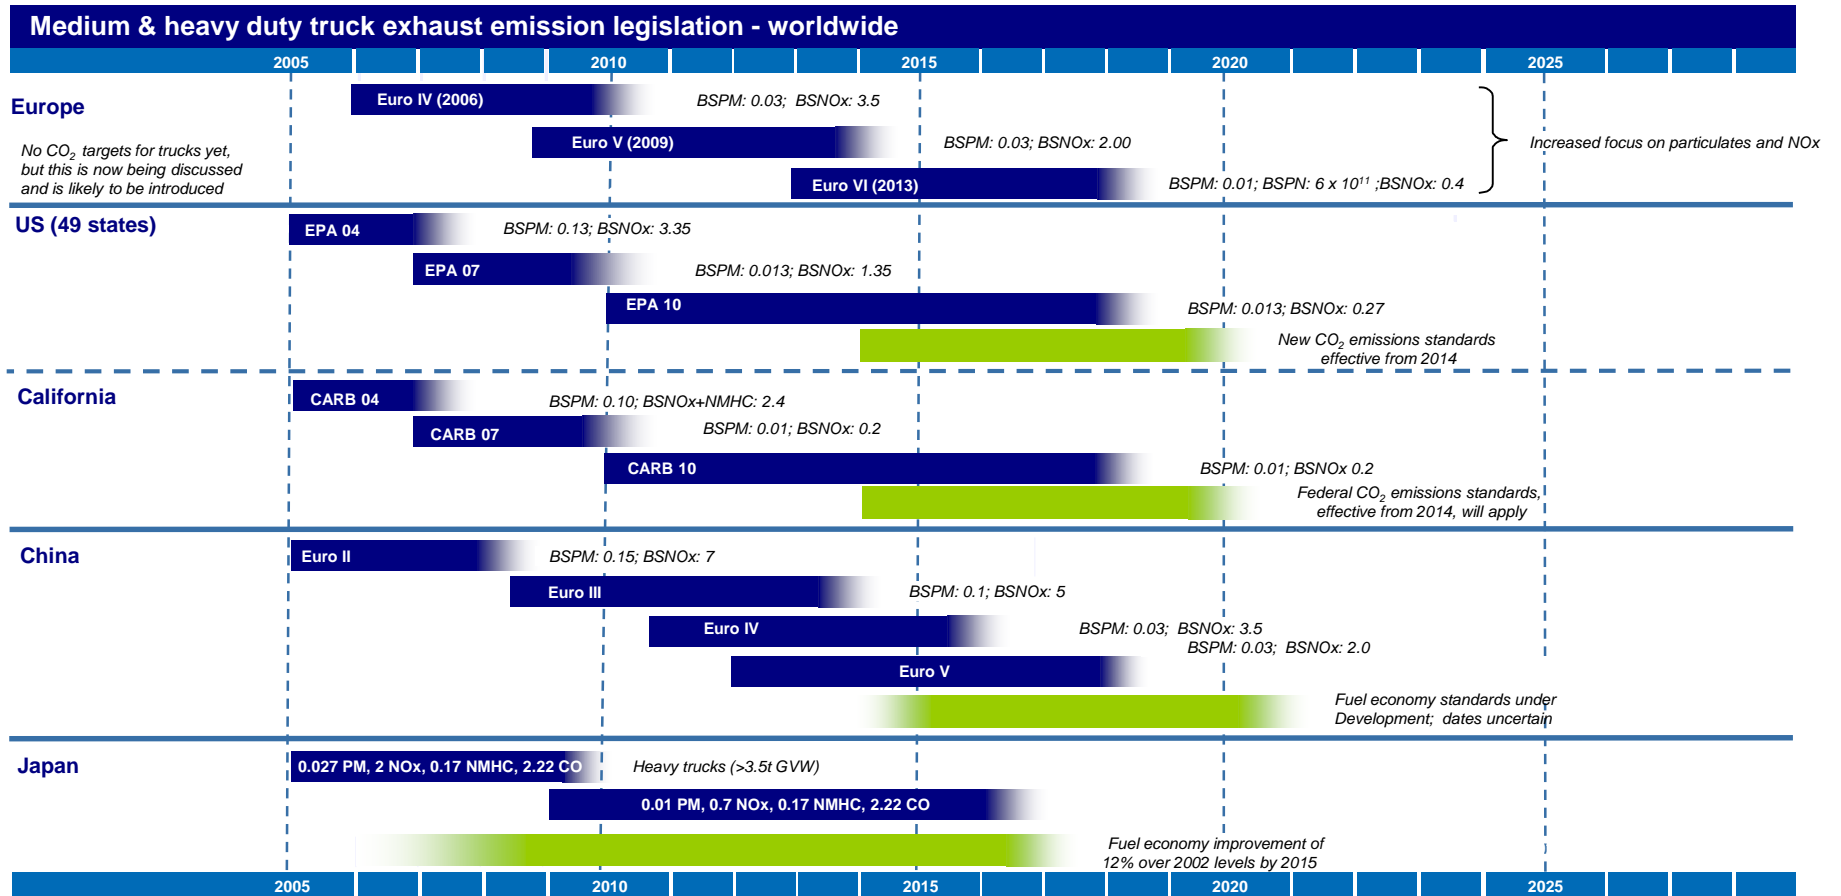 Medium & heavy duty truck exhaust emission legislation - worldwide
2005 2010 2015 2020 2025
Europe
No CO₂ targets for trucks yet,
but this is now being discussed
and is likely to be introduced
Euro IV (2006) BSPM: 0.03; BSNOx: 3.5
Euro V (2009) BSPM: 0.03; BSNOx: 2.00
Euro VI (2013) BSPM: 0.01; BSPN: 6 x 10¹¹ ;BSNOx: 0.4
Increased focus on particulates and NOx
US (49 states)
EPA 04 BSPM: 0.13; BSNOx: 3.35
EPA 07 BSPM: 0.013; BSNOx: 1.35
EPA 10 BSPM: 0.013; BSNOx: 0.27
New CO₂ emissions standards
effective from 2014
California
CARB 04 BSPM: 0.10; BSNOx+NMHC: 2.4
CARB 07 BSPM: 0.01; BSNOx: 0.2
CARB 10 BSPM: 0.01; BSNOx 0.2
Federal CO₂ emissions standards,
effective from 2014, will apply
China
Euro II BSPM: 0.15; BSNOx: 7
Euro III BSPM: 0.1; BSNOx: 5
Euro IV BSPM: 0.03; BSNOx: 3.5
BSPM: 0.03; BSNOx: 2.0
Euro V
Fuel economy standards under
Development; dates uncertain
Japan
0.027 PM, 2 NOx, 0.17 NMHC, 2.22 CO Heavy trucks (>3.5t GVW)
0.01 PM, 0.7 NOx, 0.17 NMHC, 2.22 CO
Fuel economy improvement of
12% over 2002 levels by 2015
2005 2010 2015 2020 2025